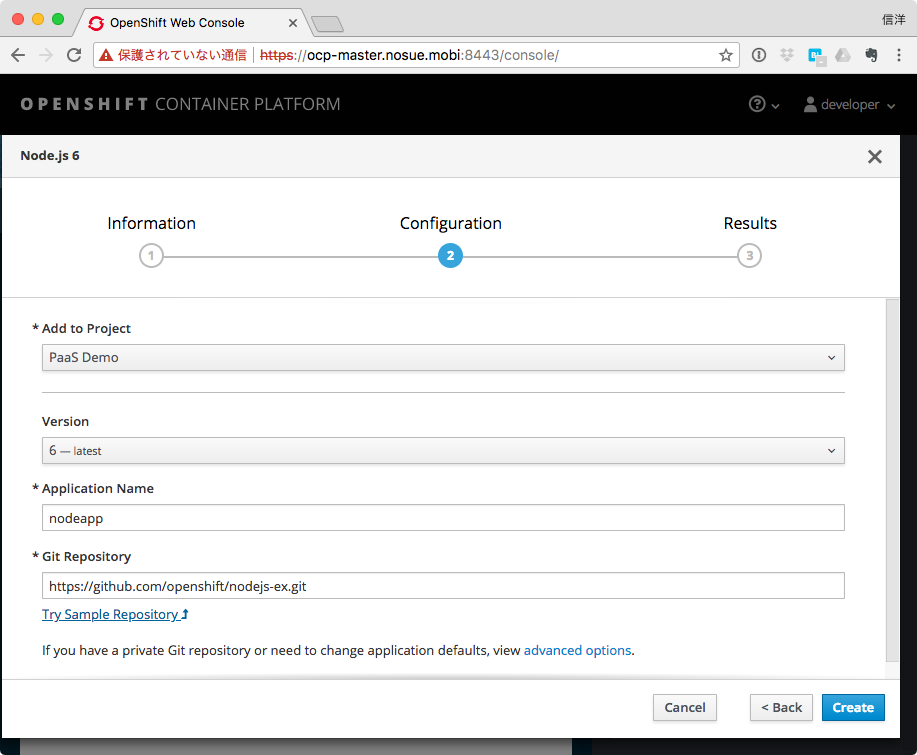 OpenShift Web Console
信洋
保護されていない通信 https://ocp-master.nosue.mobi:8443/console/
OPENSHIFT CONTAINER PLATFORM
developer
Node.js 6
Information Configuration Results
1 2 3
* Add to Project
PaaS Demo
Version
6 — latest
* Application Name
nodeapp
* Git Repository
https://github.com/openshift/nodejs-ex.git
Try Sample Repository
If you have a private Git repository or need to change application defaults, view advanced options.
Cancel < Back Create